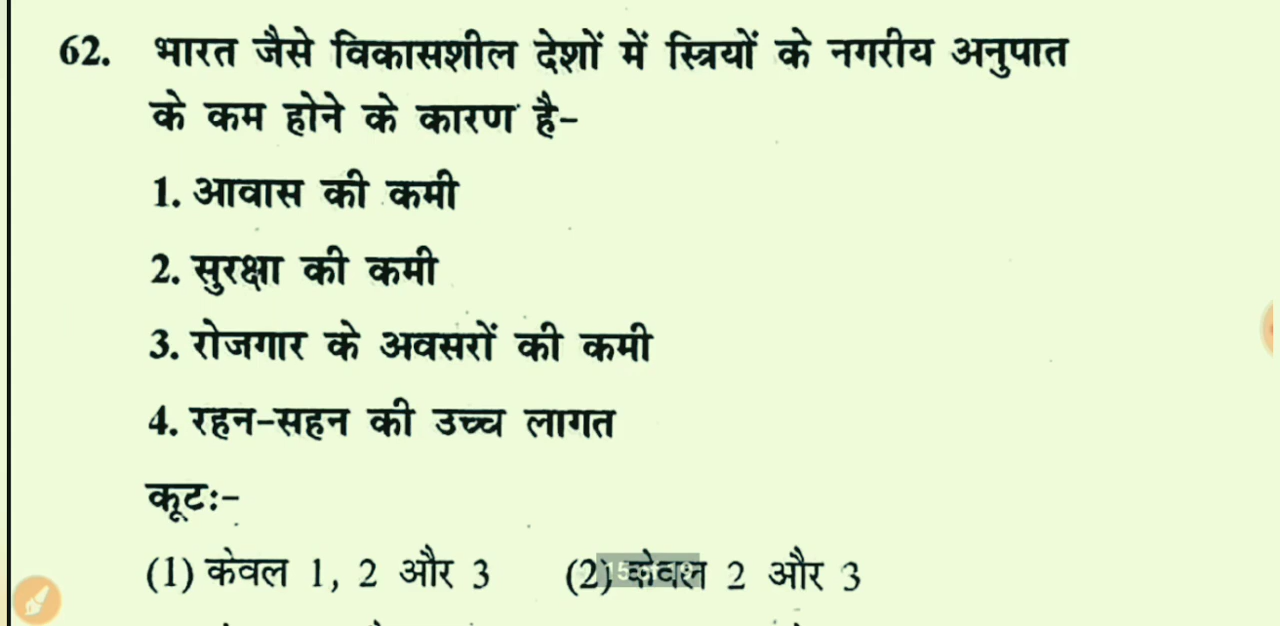 62. भारत जैसे विकासशील देशों में स्त्रियों के नगरीय अनुपात
के कम होने के कारण है-
1. आवास की कमी
2. सुरक्षा की कमी
3. रोजगार के अवसरों की कमी
4. रहन-सहन की उच्च लागत
कूटः-
(1) केवल 1, 2 और 3 (2) केवल 2 और 3